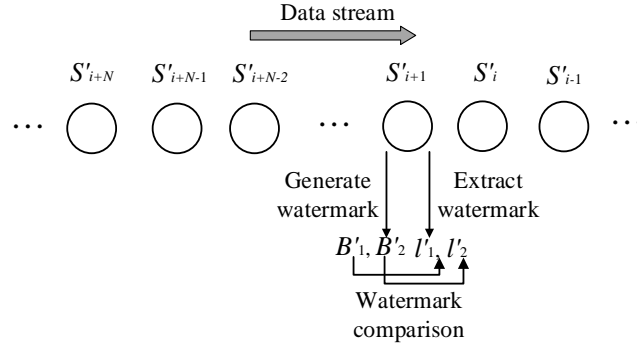 Data stream
S'i+N S'i+N-1 S'i+N-2 S'i+1 S'i S'i-1
... ... ...
Generate watermark
Extract watermark
B'1, B'2 l'1, l'2
Watermark
comparison